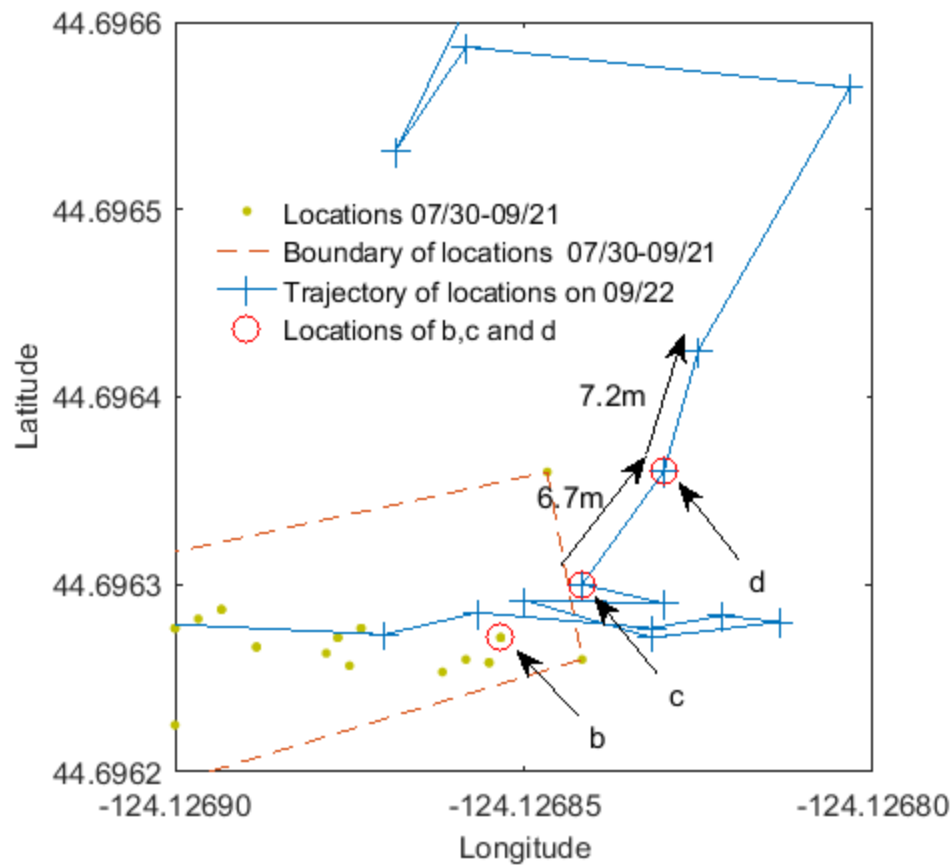 44.6966
44.6965
Locations 07/30-09/21
Boundary of locations 07/30-09/21
Trajectory of locations on 09/22
Locations of b,c and d
Latitude
44.6964
7.2m
6.7m
d
44.6963
c
b
44.6962
-124.12690
-124.12685
-124.12680
Longitude